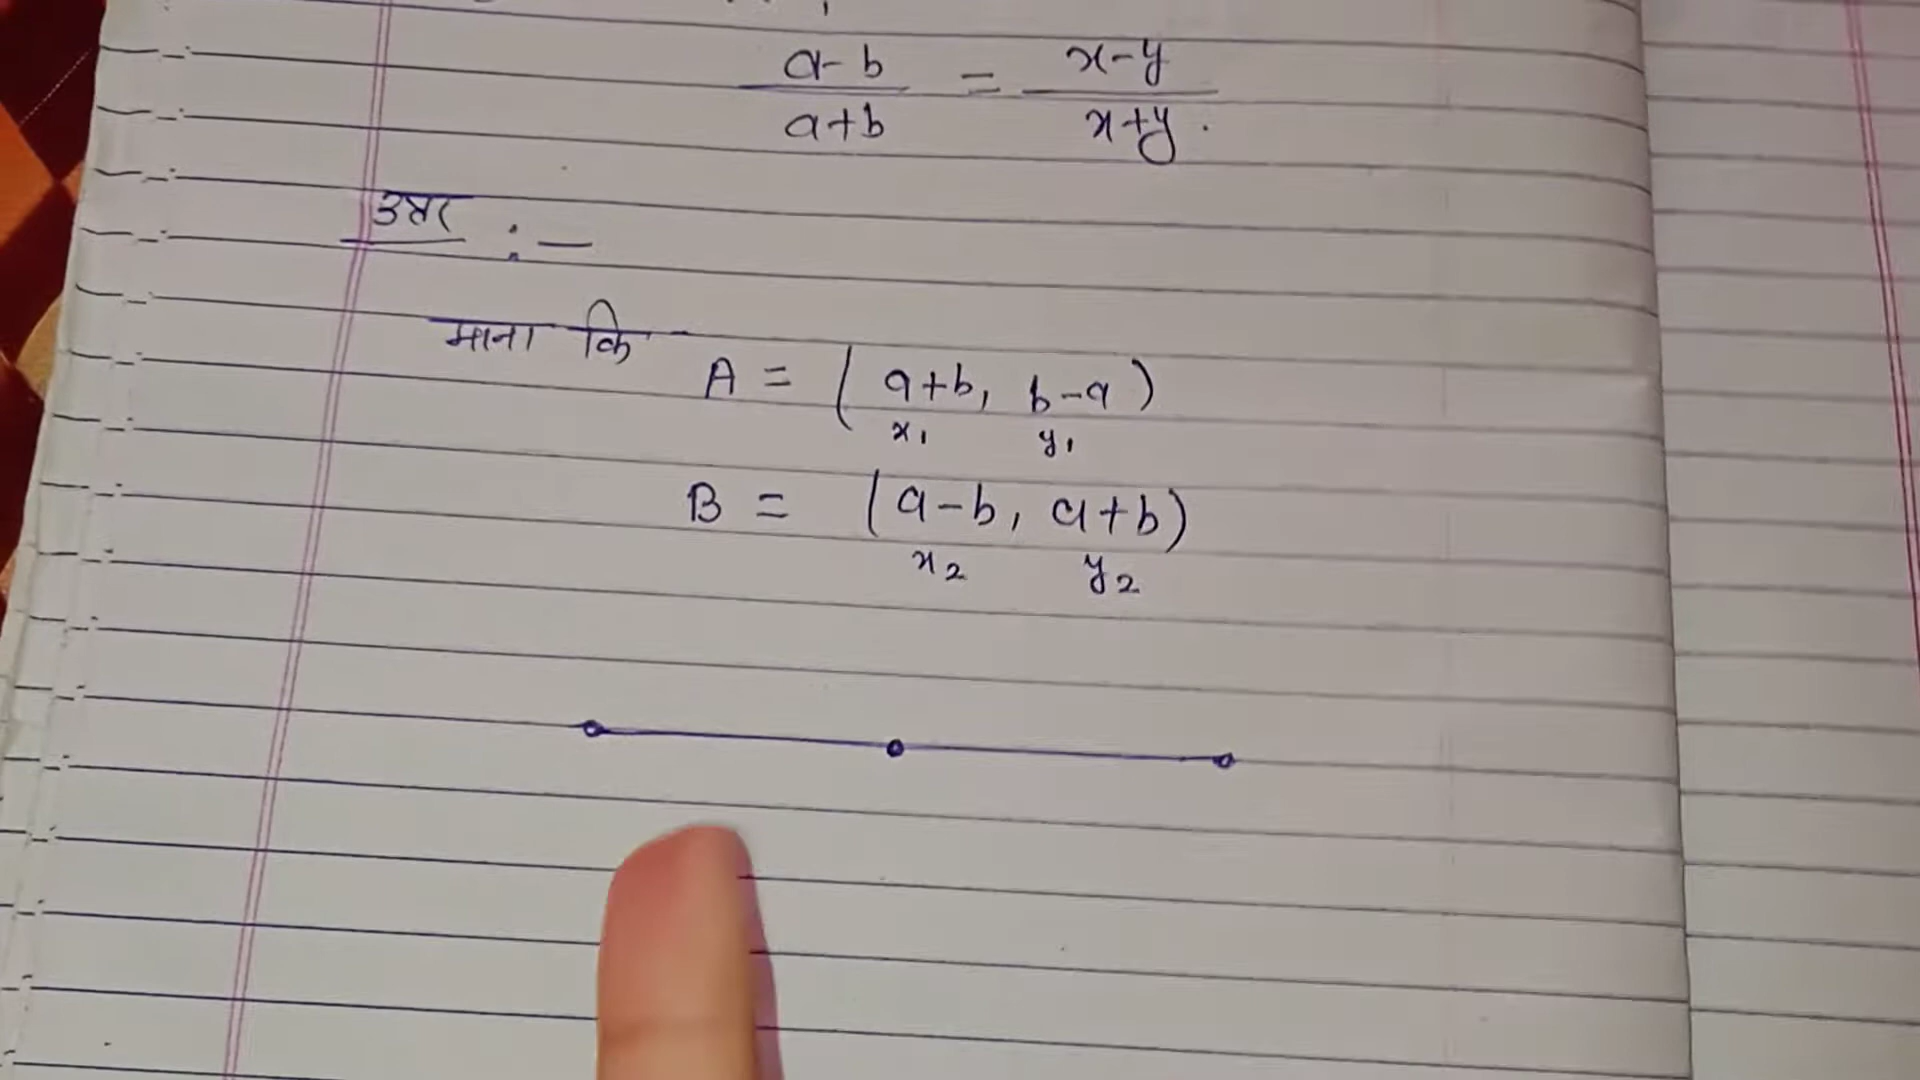 a-b / a+b = x-y / x+y .
उत्तर :-
माना कि
A = ( a+b, b-a )
x1 y1
B = ( a-b, a+b )
x2 y2